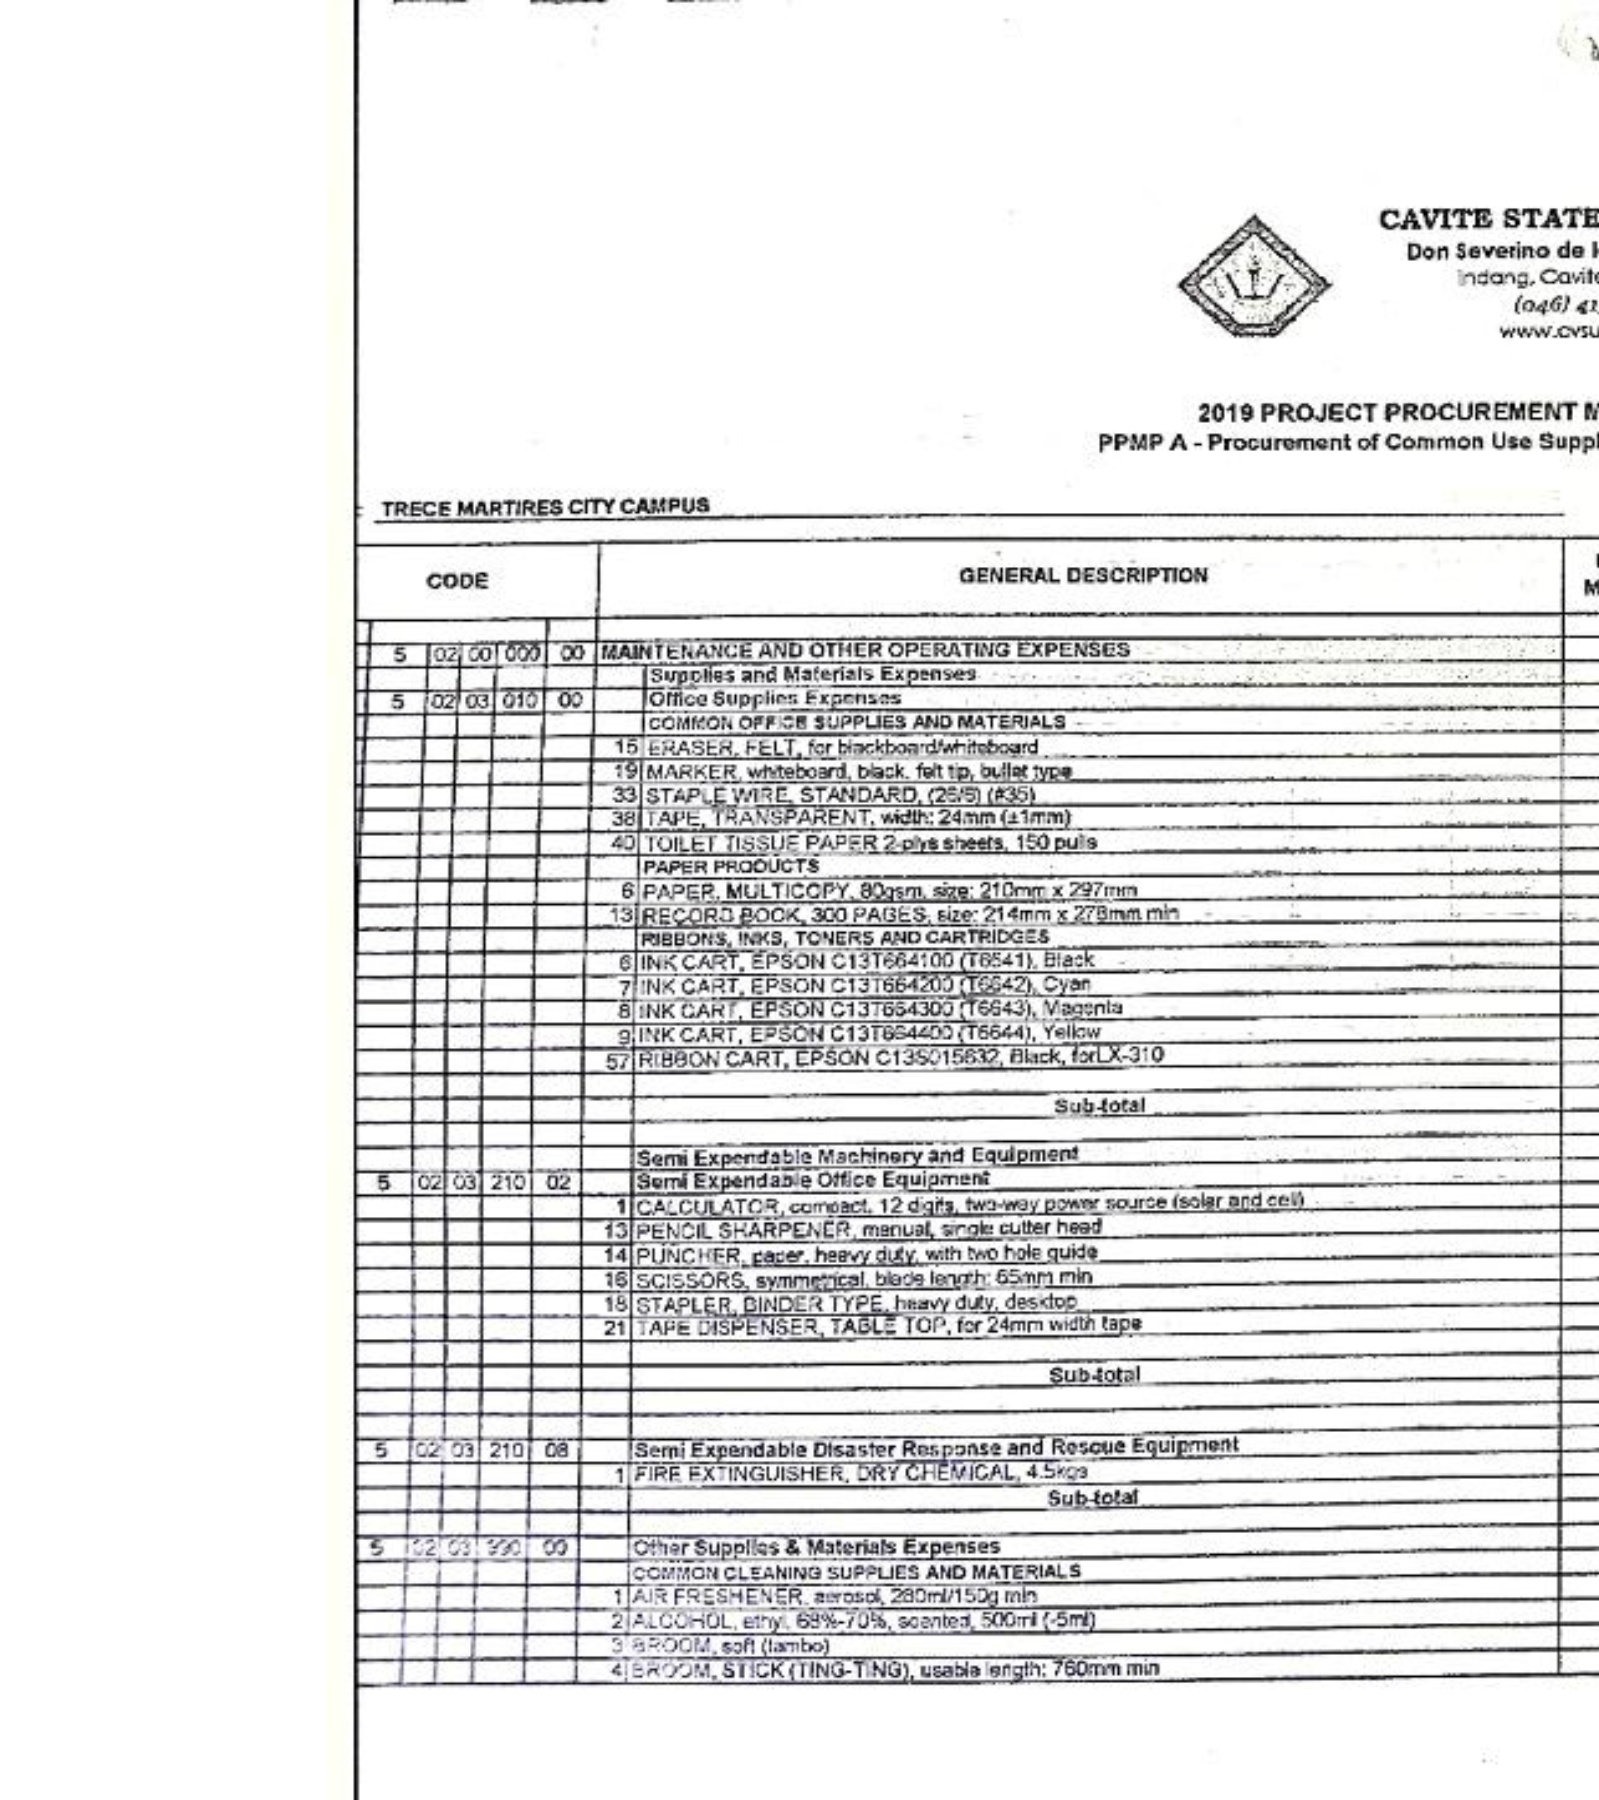 CAVITE STATE
Don Severino de
Indang, Cavite
(046) 41
www.cvsu
2019 PROJECT PROCUREMENT M
PPMP A - Procurement of Common Use Suppl
TRECE MARTIRES CITY CAMPUS
CODE GENERAL DESCRIPTION M
5 02 00 000 00 MAINTENANCE AND OTHER OPERATING EXPENSES
Supplies and Materials Expenses
5 02 03 010 00 Office Supplies Expenses
COMMON OFFICE SUPPLIES AND MATERIALS
15 ERASER, FELT, for blackboard/whiteboard
19 MARKER, whiteboard, black, felt tip, bullet type
33 STAPLE WIRE, STANDARD, (26/6) (#35)
38 TAPE, TRANSPARENT, width: 24mm (±1mm)
40 TOILET TISSUE PAPER 2-plys sheets, 150 pulls
PAPER PRODUCTS
6 PAPER, MULTICOPY, 80gsm, size: 210mm x 297mm
13 RECORD BOOK, 300 PAGES, size: 214mm x 278mm min
RIBBONS, INKS, TONERS AND CARTRIDGES
6 INK CART, EPSON C13T664100 (T6641), Black
7 INK CART, EPSON C13T664200 (T6642), Cyan
8 INK CART, EPSON C13T664300 (T6643), Magenta
9 INK CART, EPSON C13T664400 (T6644), Yellow
57 RIBBON CART, EPSON C13S015632, Black, forLX-310
Sub-total
Semi Expendable Machinery and Equipment
5 02 03 210 02 Semi Expendable Office Equipment
1 CALCULATOR, compact, 12 digits, two-way power source (solar and cell)
13 PENCIL SHARPENER, manual, single cutter head
14 PUNCHER, paper, heavy duty, with two hole guide
16 SCISSORS, symmetrical, blade length: 65mm min
18 STAPLER, BINDER TYPE, heavy duty, desktop
21 TAPE DISPENSER, TABLE TOP, for 24mm width tape
Sub-total
5 02 03 210 08 Semi Expendable Disaster Response and Rescue Equipment
1 FIRE EXTINGUISHER, DRY CHEMICAL, 4.5kgs
Sub-total
5 02 03 990 00 Other Supplies & Materials Expenses
COMMON CLEANING SUPPLIES AND MATERIALS
1 AIR FRESHENER, aerosol, 280ml/150g min
2 ALCOHOL, ethyl, 68%-70%, scented, 500ml (-5ml)
3 BROOM, soft (tambo)
4 BROOM, STICK (TING-TING), usable length: 760mm min